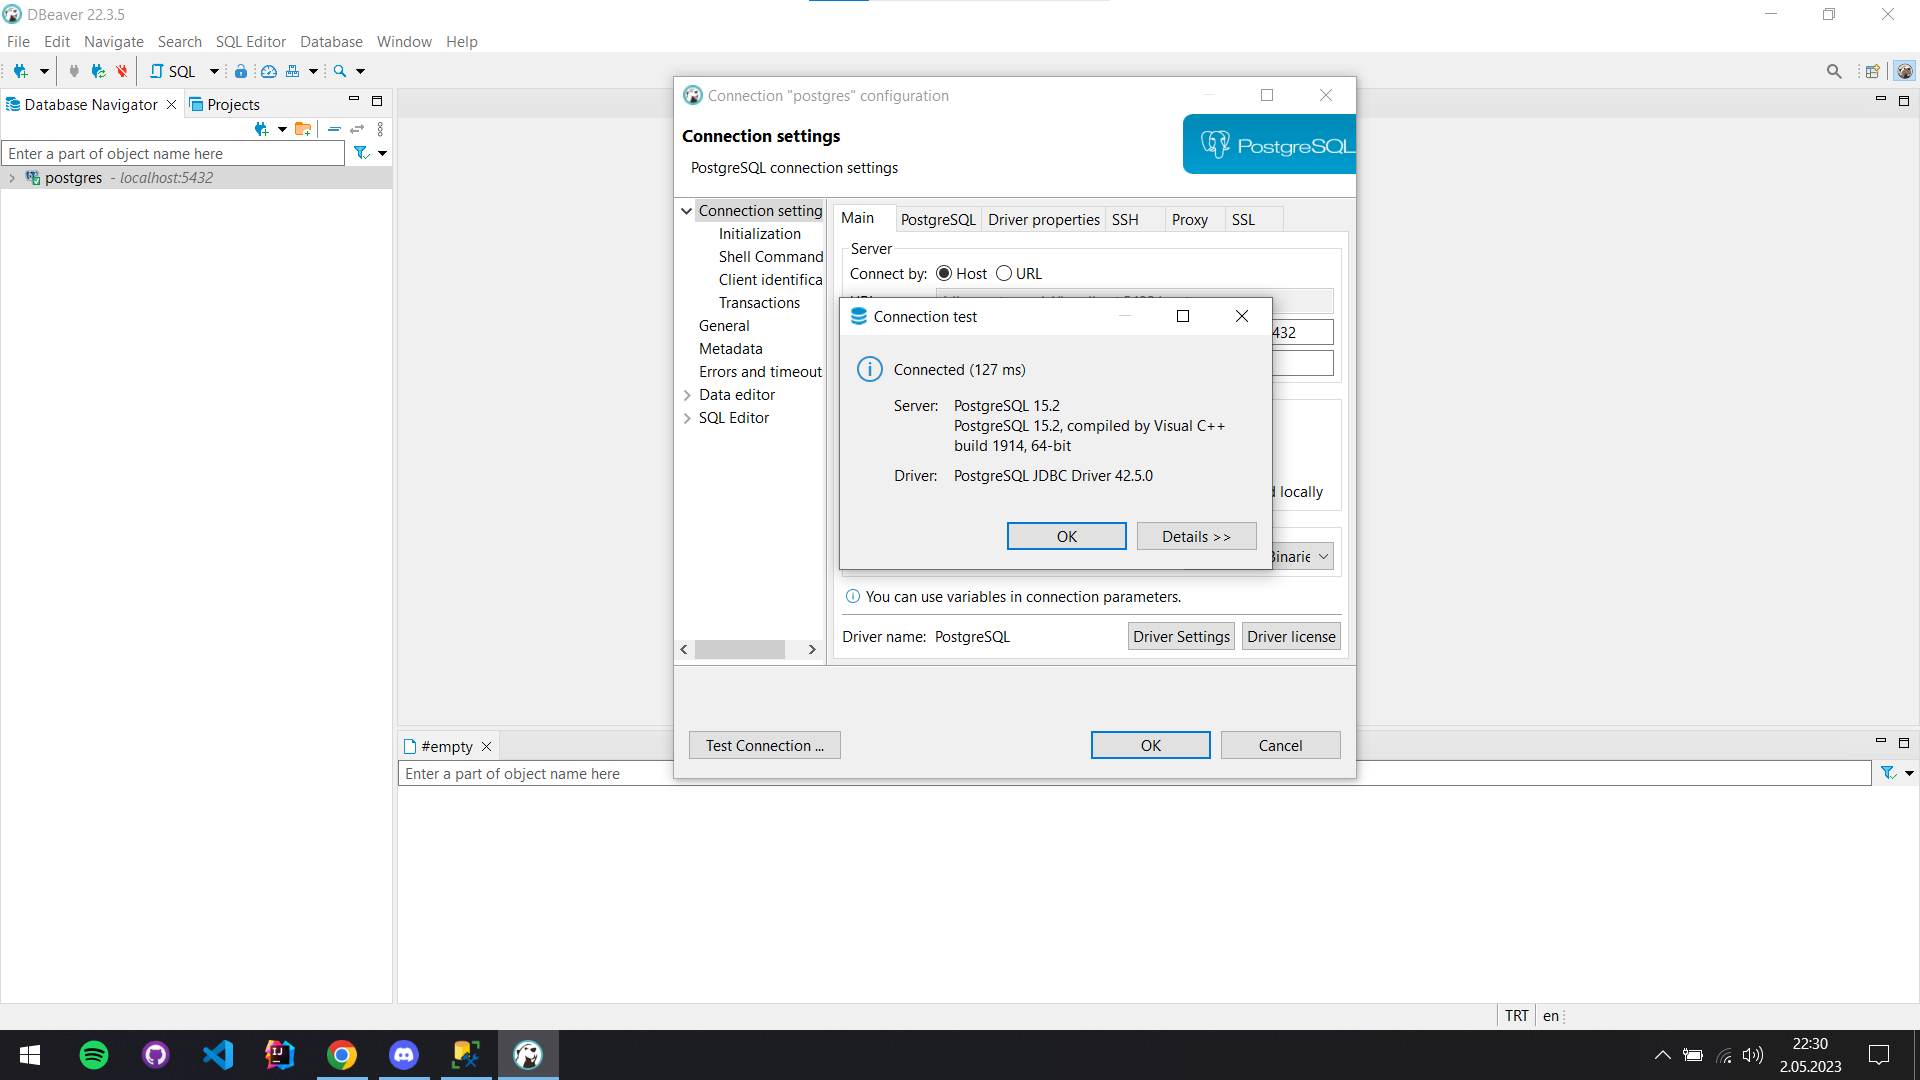 DBeaver 22.3.5
File Edit Navigate Search SQL Editor Database Window Help
SQL
Database Navigator Projects
Enter a part of object name here
postgres - localhost:5432
Connection "postgres" configuration
Connection settings
PostgreSQL connection settings
PostgreSQL
Connection setting
Initialization
Shell Command
Client identifica
Transactions
General
Metadata
Errors and timeout
Data editor
SQL Editor
Main PostgreSQL Driver properties SSH Proxy SSL
Server
Connect by: Host URL
432
Connection test
Connected (127 ms)
Server: PostgreSQL 15.2
PostgreSQL 15.2, compiled by Visual C++
build 1914, 64-bit
Driver: PostgreSQL JDBC Driver 42.5.0
locally
OK Details >>
Binarie
You can use variables in connection parameters.
Driver name: PostgreSQL Driver Settings Driver license
Test Connection ... OK Cancel
#empty
Enter a part of object name here
TRT en
22:30
2.05.2023